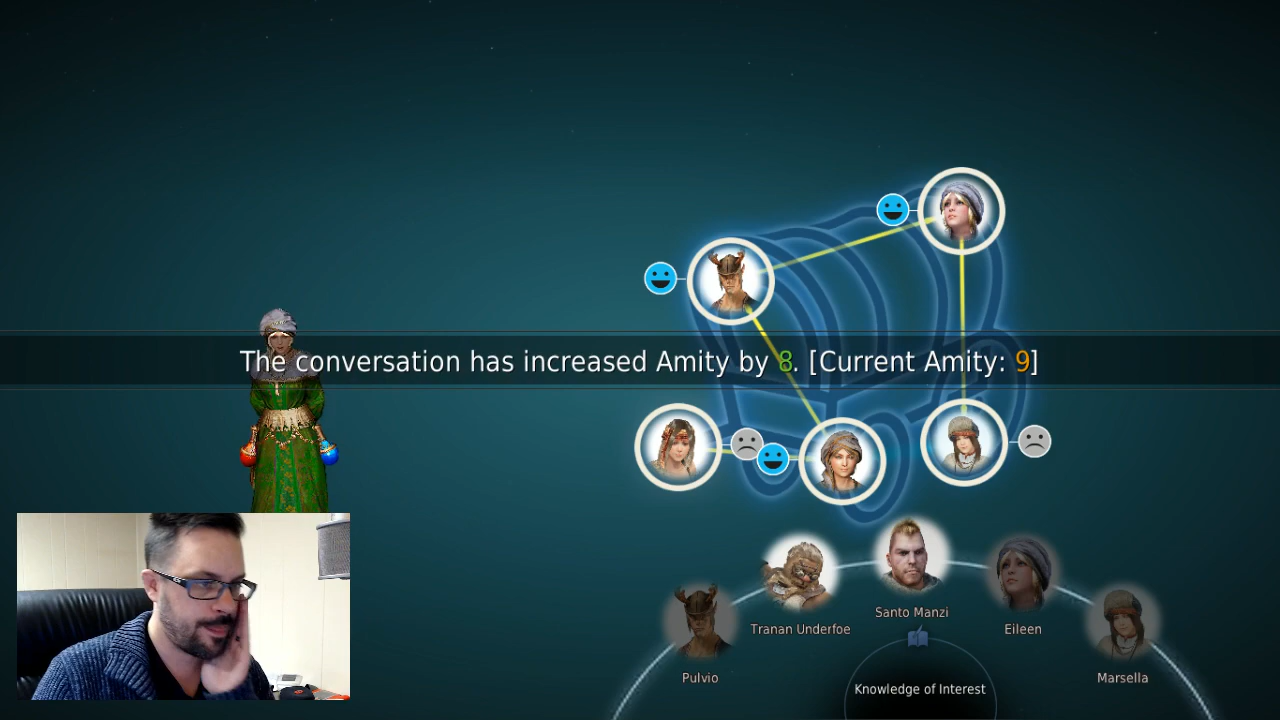 The conversation has increased Amity by 8. [Current Amity: 9]
Santo Manzi
Tranan Underfoe
Eileen
Pulvio
Marsella
Knowledge of Interest